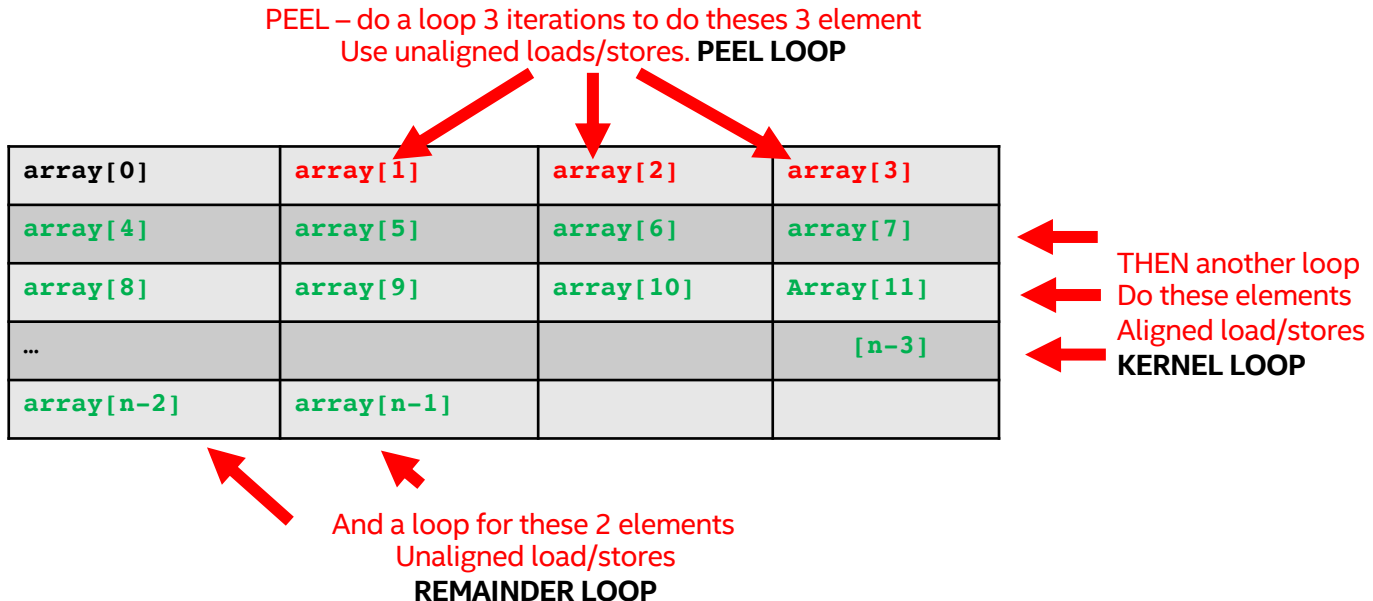 PEEL – do a loop 3 iterations to do theses 3 element
Use unaligned loads/stores. PEEL LOOP
array[0] array[1] array[2] array[3]
array[4] array[5] array[6] array[7]
array[8] array[9] array[10] Array[11]
… [n-3]
array[n-2] array[n-1]
THEN another loop
Do these elements
Aligned load/stores
KERNEL LOOP
And a loop for these 2 elements
Unaligned load/stores
REMAINDER LOOP